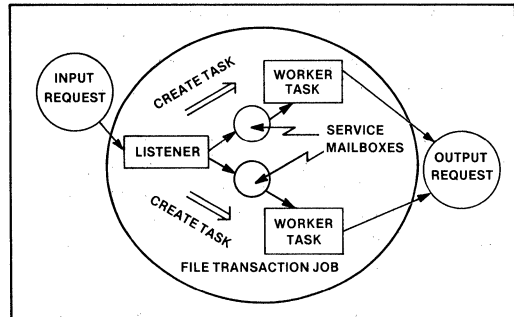 INPUT
REQUEST
CREATE TASK
WORKER
TASK
LISTENER
SERVICE
MAILBOXES
OUTPUT
REQUEST
CREATE TASK
WORKER
TASK
FILE TRANSACTION JOB